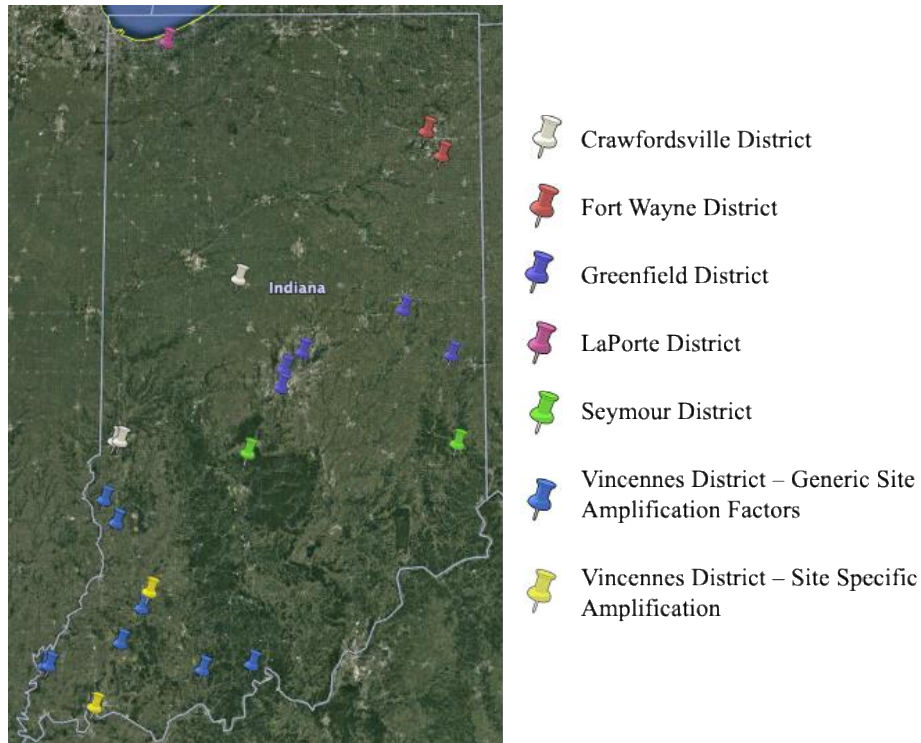 Indiana
Crawfordsville District
Fort Wayne District
Greenfield District
LaPorte District
Seymour District
Vincennes District – Generic Site
Amplification Factors
Vincennes District – Site Specific
Amplification